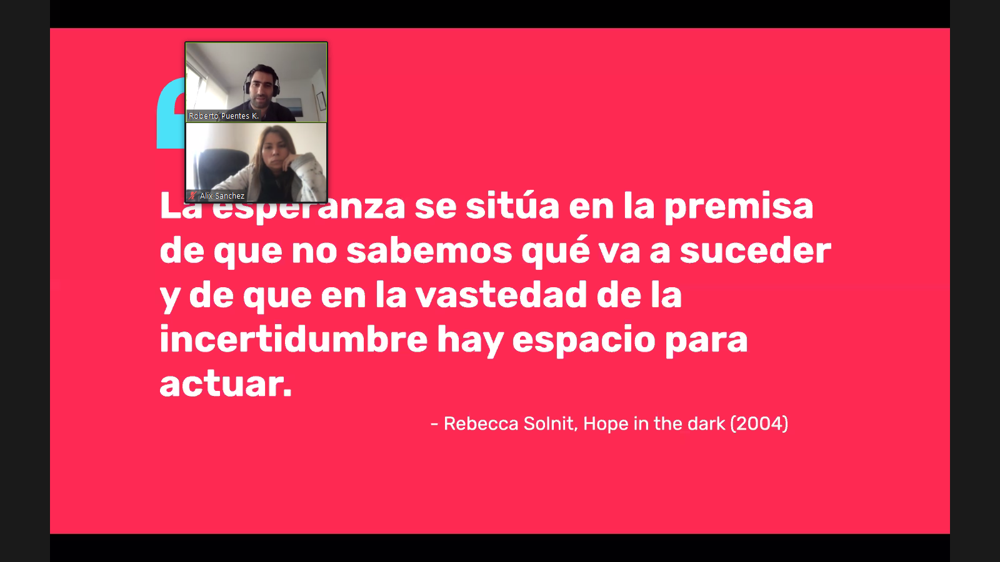 Roberto Puentes K.
Alix Sanchez
La esperanza se sitúa en la premisa
de que no sabemos qué va a suceder
y de que en la vastedad de la
incertidumbre hay espacio para
actuar.
- Rebecca Solnit, Hope in the dark (2004)